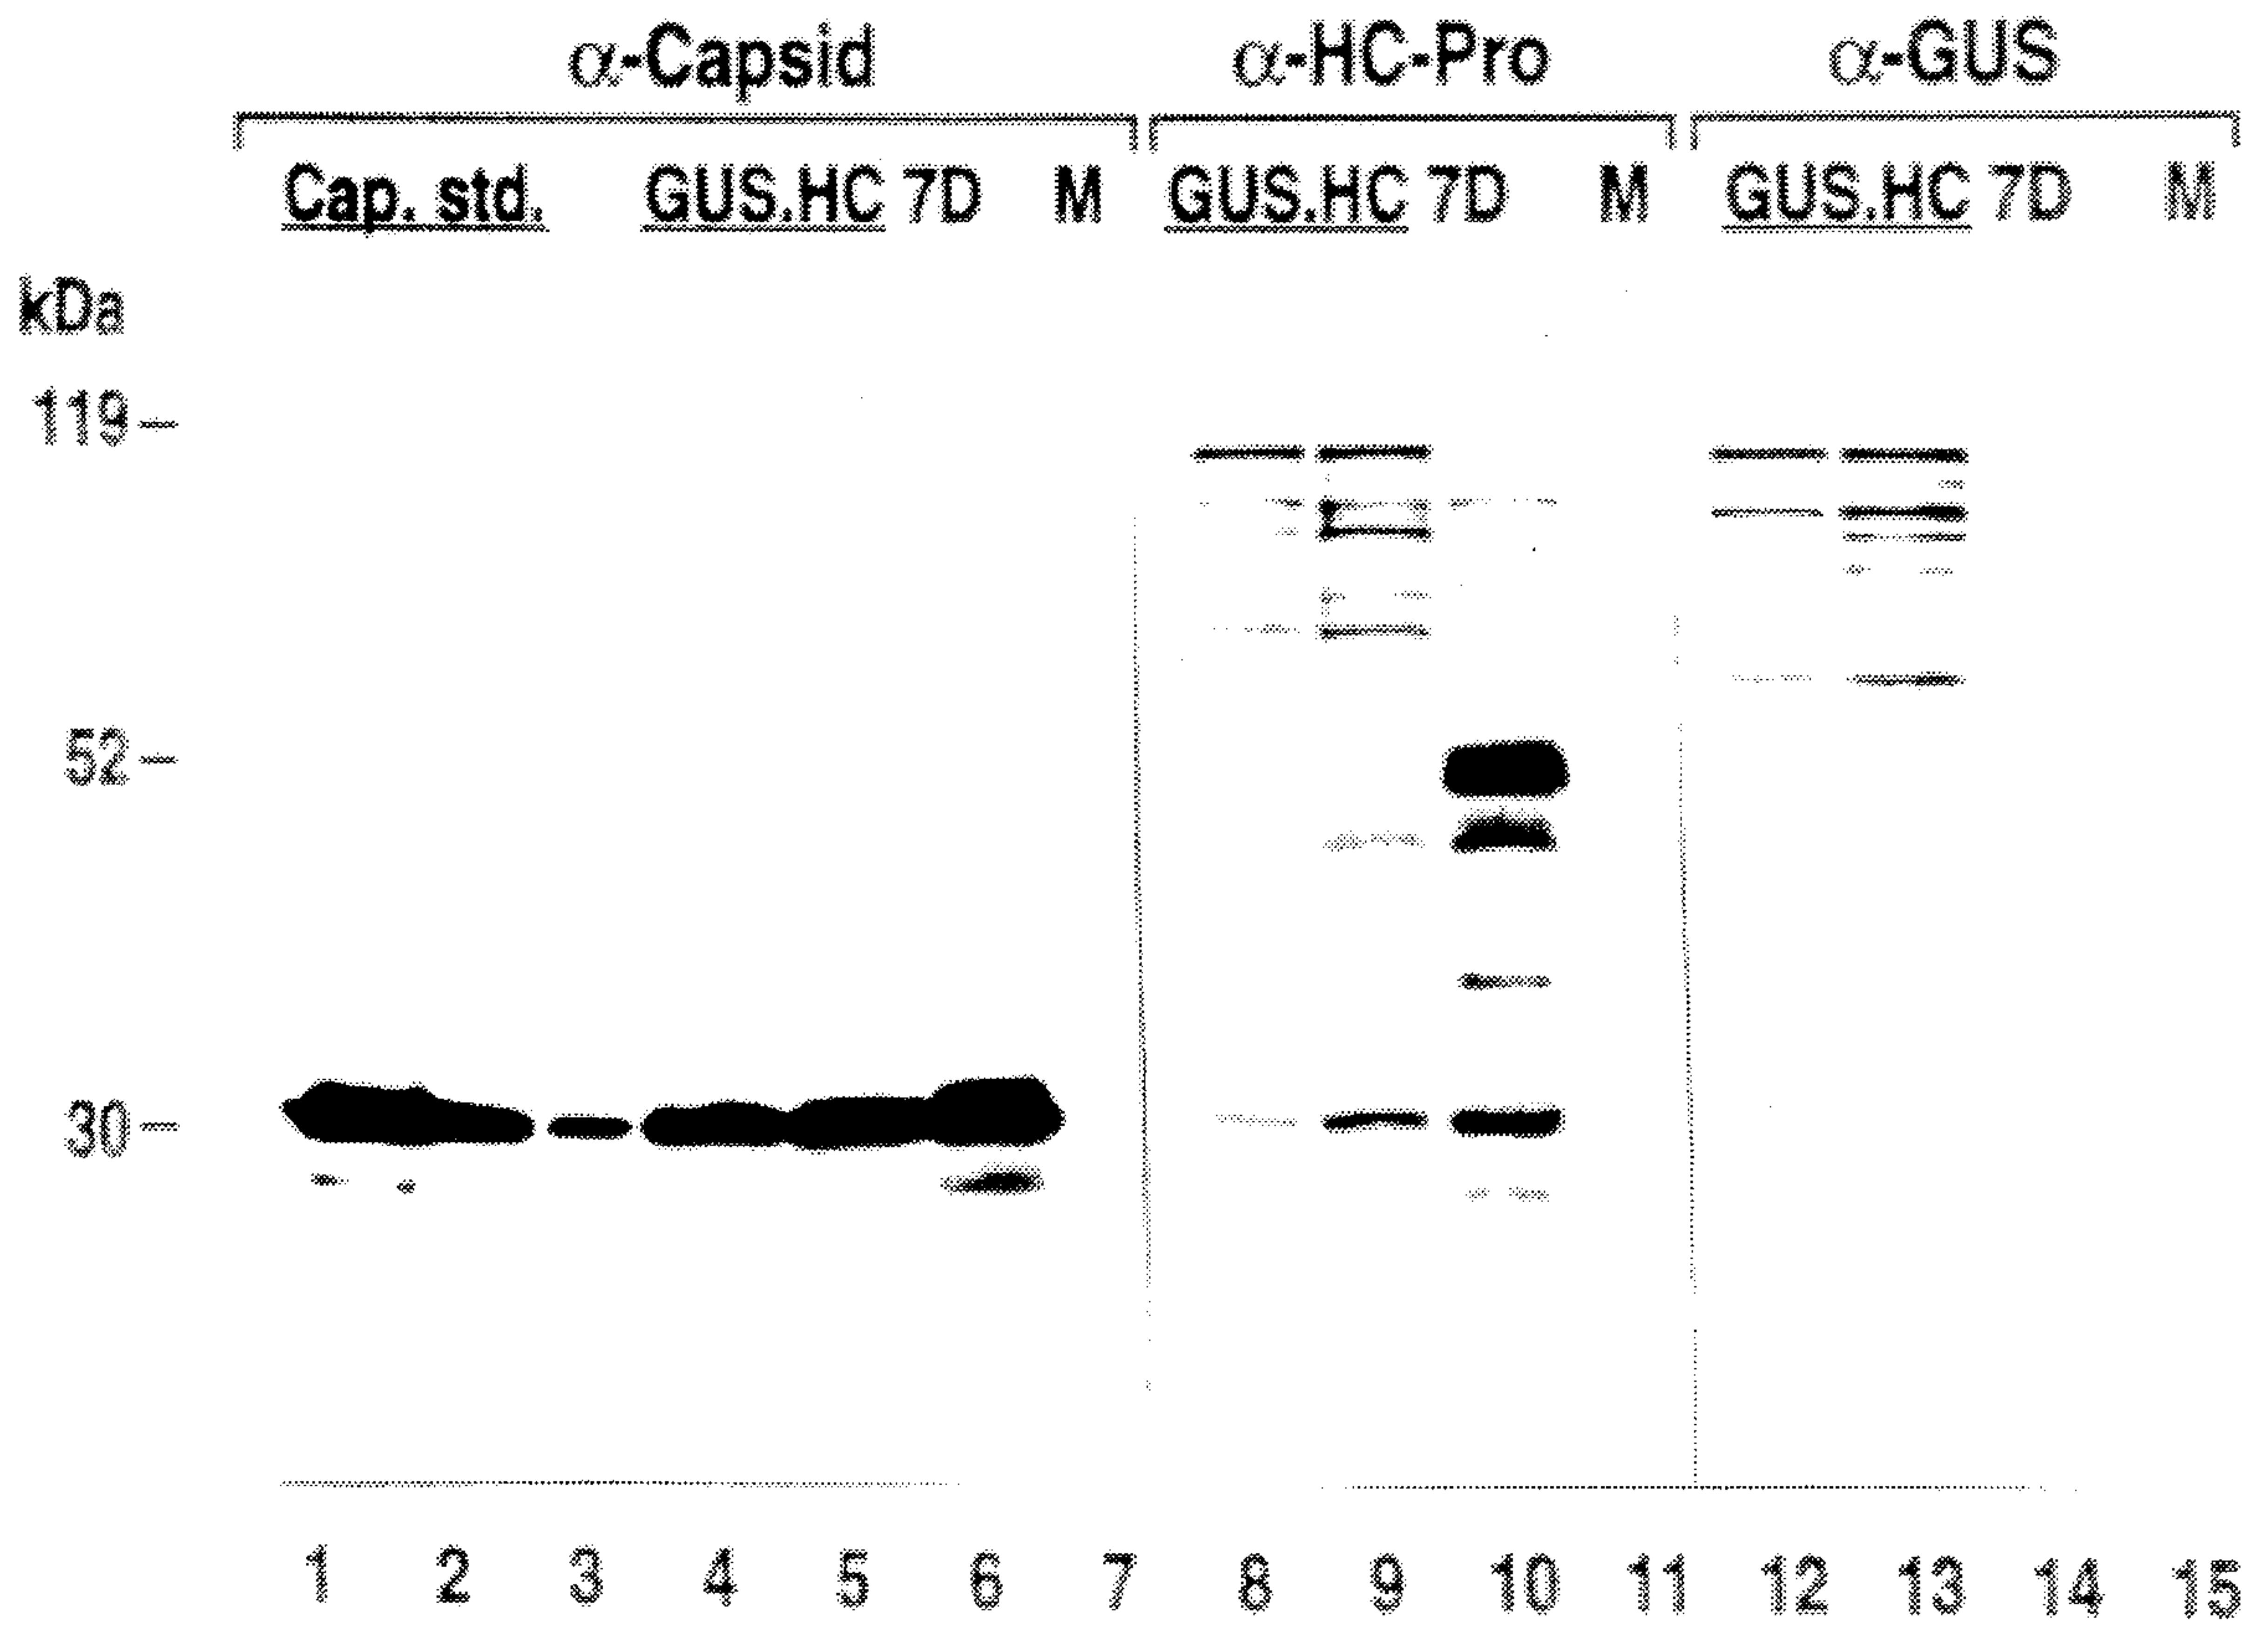 α-Capsid α-HC-Pro α-GUS
Cap. std. GUS.HC 7D M GUS.HC 7D M GUS.HC 7D M
kDa
119
52
30
1 2 3 4 5 6 7 8 9 10 11 12 13 14 15